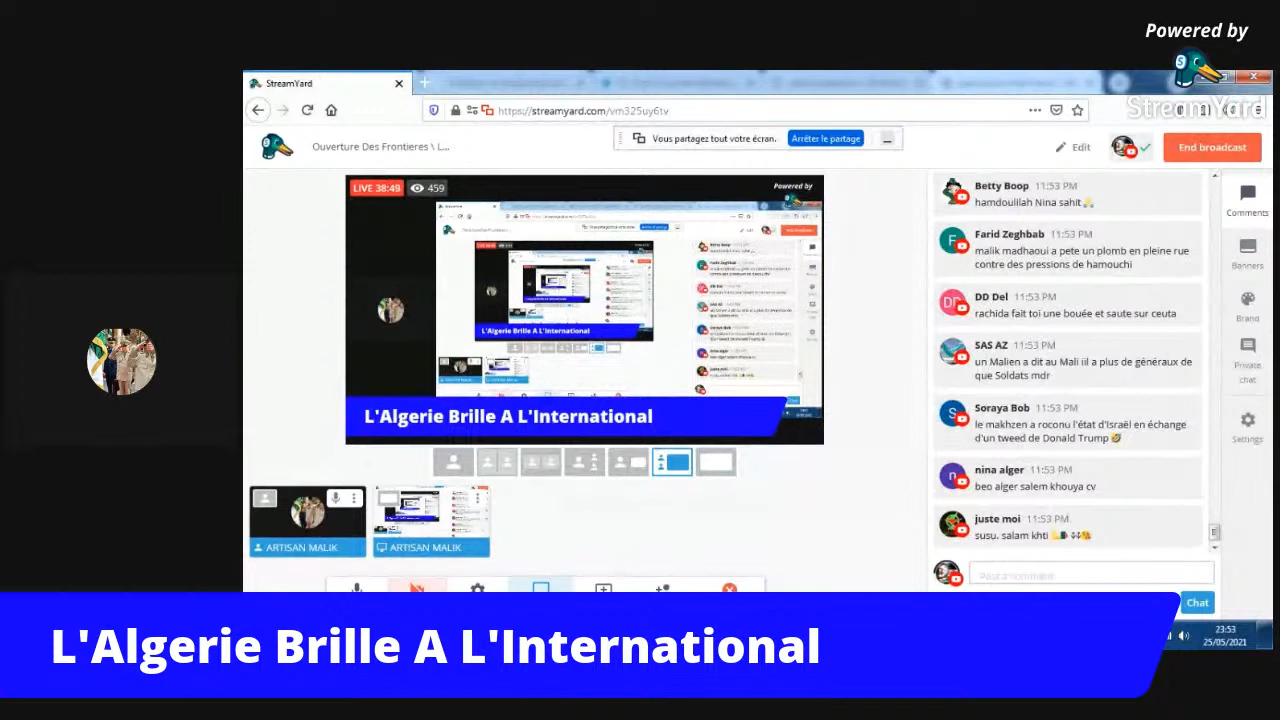 Powered by
StreamYard
StreamYard
https://streamyard.com/vm325uy6tv
Ouverture Des Frontieres \ L...
Vous partagez tout votre écran.
Arrêter le partage
Edit
End broadcast
LIVE 38:49
459
Powered by
L'Algerie Brille A L'International
L'Algerie Brille A L'International
ARTISAN MALIK
ARTISAN MALIK
Betty Boop 11:53 PM
hamdoulilah Nina sahit
Farid Zeghbab 11:53 PM
malik madhaoui a pris un plomb en pleine rue
contre des pressions de hamouchi
DD Del 11:53 PM
rachida fait toi une bouée et saute sur ceuta
SAS AZ 11:53 PM
un Malien a dit au Mali il a plus de généraux et
que Soldats mdr
Soraya Bob 11:53 PM
le makhzen a roconu l'état d'Israël en échange
d'un tweed de Donald Trump
nina alger 11:53 PM
beo alger salem khouya cv
juste moi 11:53 PM
susu. salam khti
Post a comment
Chat
Comments
Banners
Brand
Private
chat
Settings
23:53
25/05/2021
L'Algerie Brille A L'International